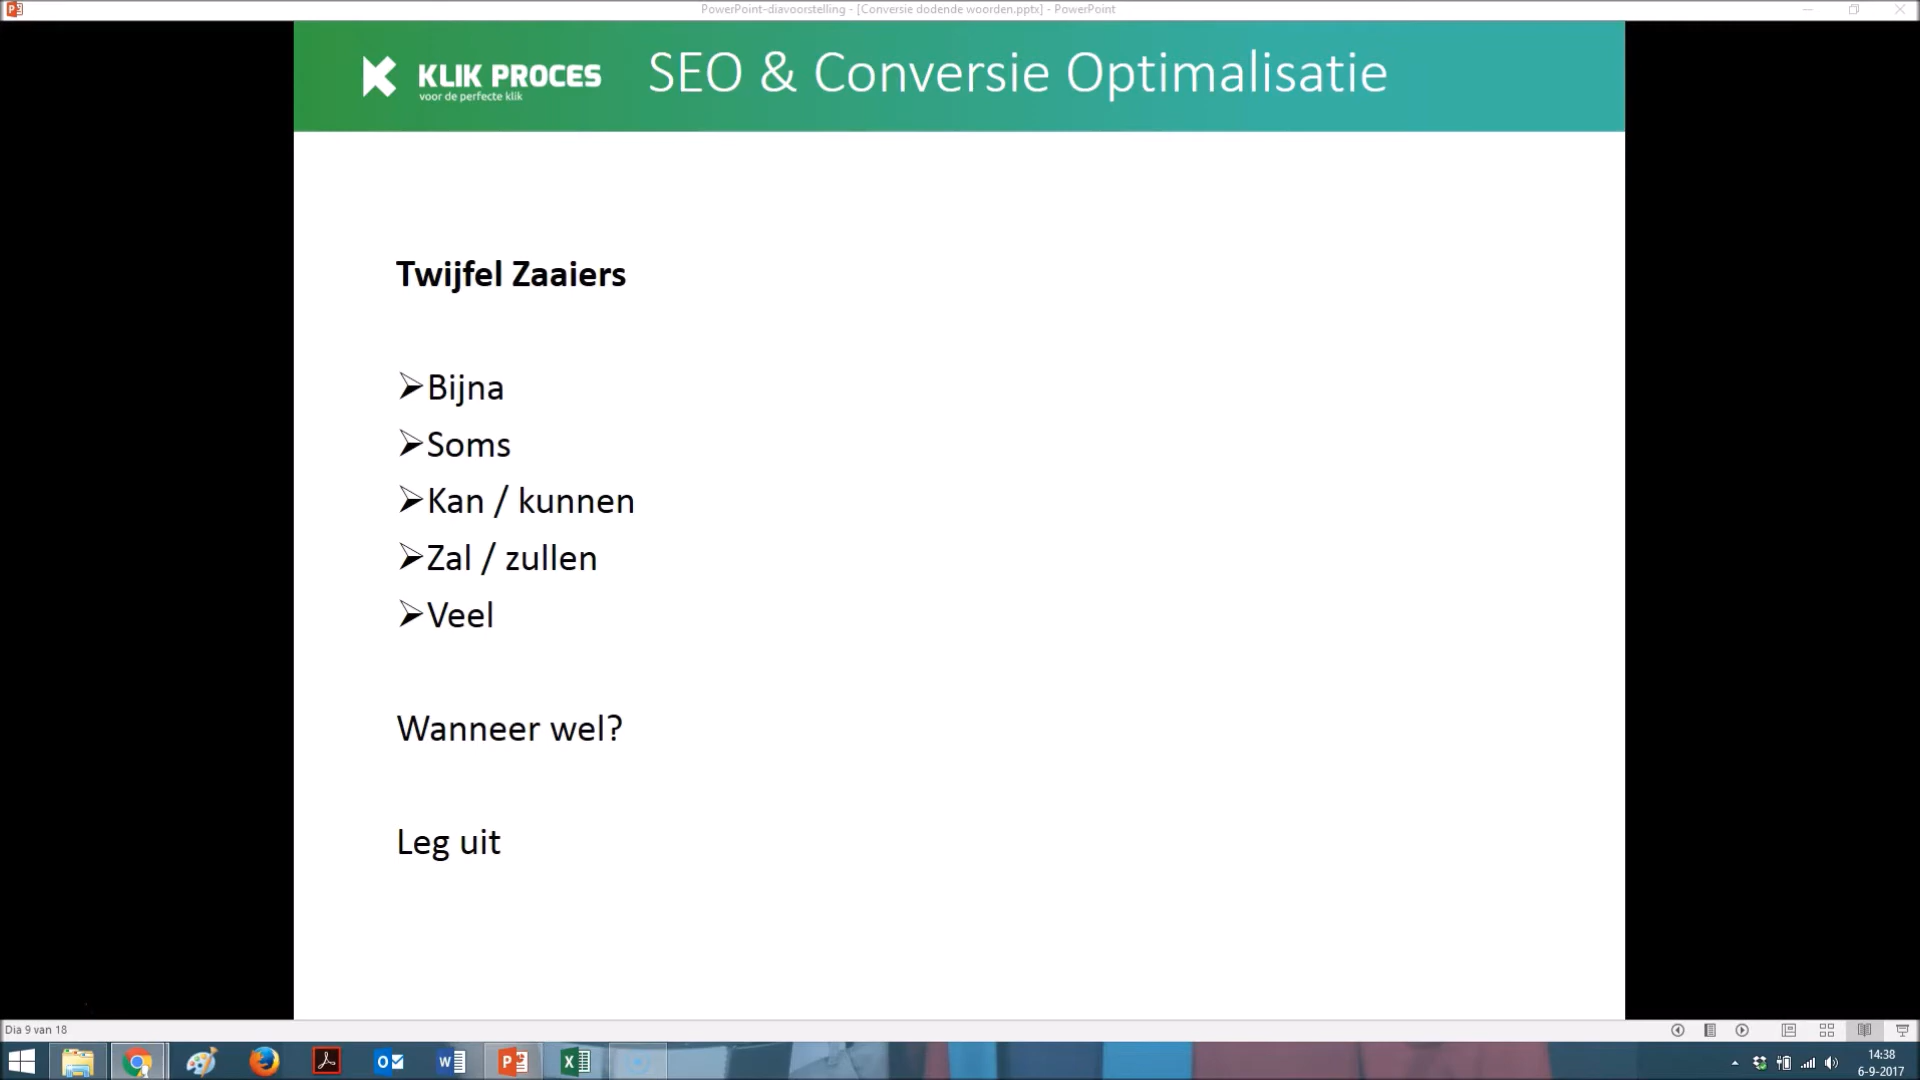 PowerPoint-diavoorstelling - [Conversie dodende woorden.pptx] - PowerPoint
KLIK PROCES
voor de perfecte klik
SEO & Conversie Optimalisatie
Twijfel Zaaiers
➢Bijna
➢Soms
➢Kan / kunnen
➢Zal / zullen
➢Veel
Wanneer wel?
Leg uit
Dia 9 van 18
14:38
6-9-2017